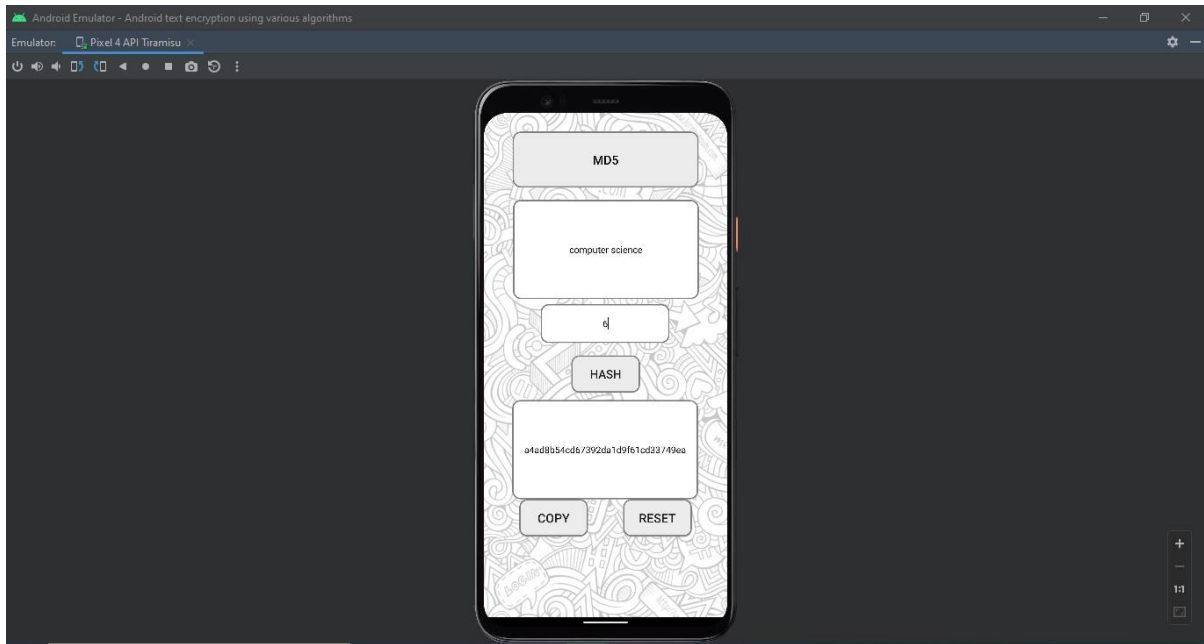 Android Emulator - Android text encryption using various algorithms
Emulator: Pixel 4 API Tiramisu
MD5
computer science
6
HASH
a4ad8b54cd67392da1d9f61cd33749ea
COPY RESET
1:1